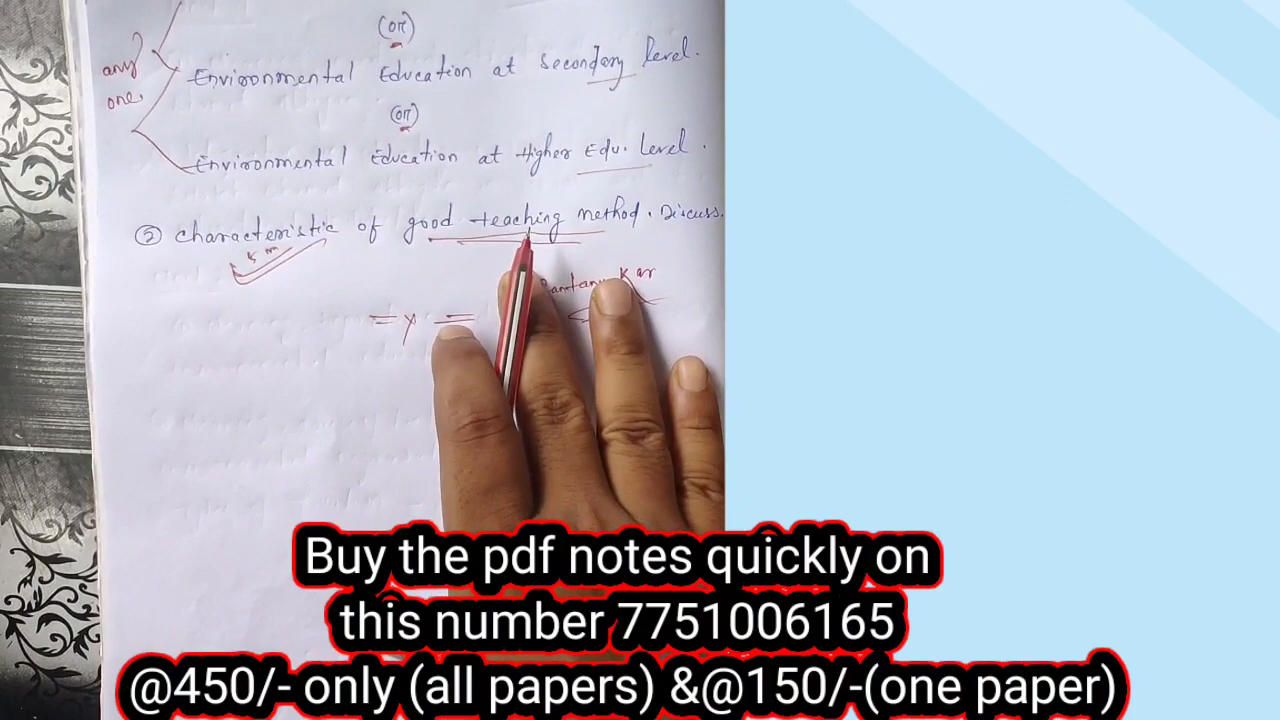 (or)
any
one
Environmental Education at Secondary level.
(or)
Environmental Education at Higher Edu. Level.
② Characteristic of good teaching method. Discuss.
5 m
Kar
= y =
Buy the pdf notes quickly on
this number 7751006165
@450/- only (all papers) &@150/-(one paper)